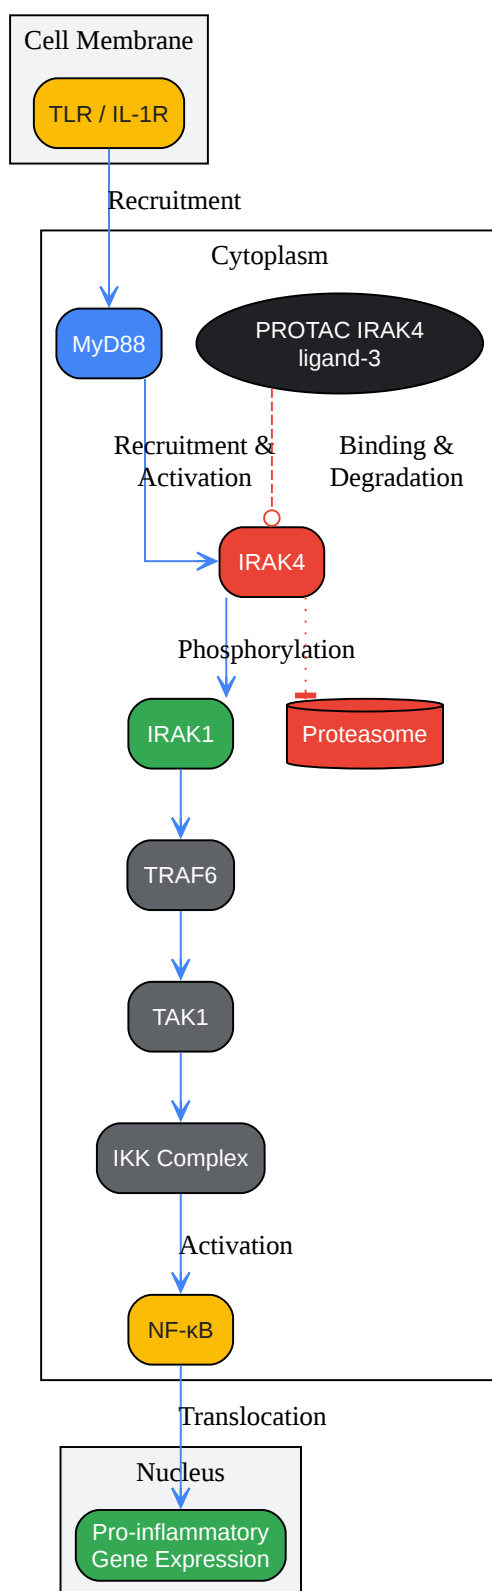 Cell Membrane
TLR / IL-1R
Recruitment
Cytoplasm
MyD88
PROTAC IRAK4
ligand-3
Recruitment &
Activation
Binding &
Degradation
IRAK4
Phosphorylation
IRAK1
Proteasome
TRAF6
TAK1
IKK Complex
Activation
NF-κB
Translocation
Nucleus
Pro-inflammatory
Gene Expression